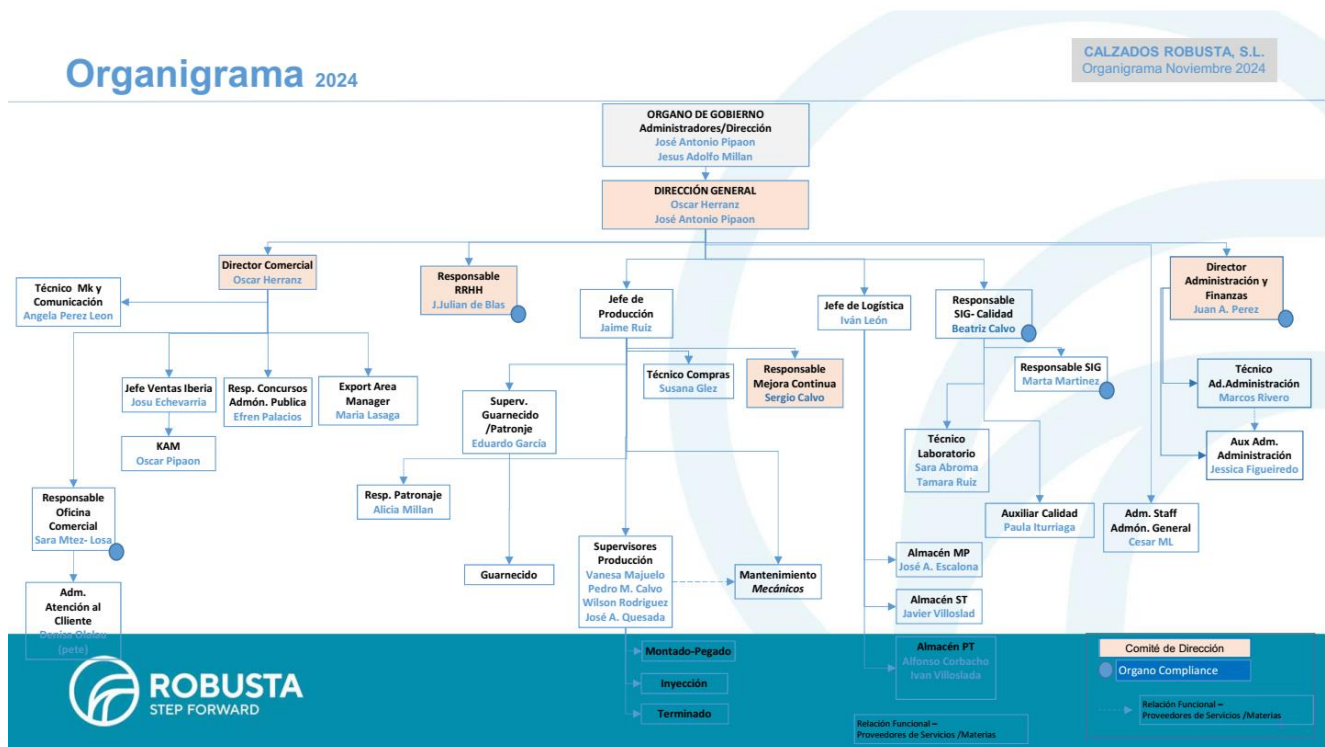 Organigrama 2024
CALZADOS ROBUSTA, S.L.
Organigrama Noviembre 2024
ORGANO DE GOBIERNO
Administradores/Dirección
José Antonio Pipaon
Jesus Adolfo Millan
DIRECCIÓN GENERAL
Oscar Herranz
José Antonio Pipaon
Director Comercial
Oscar Herranz
Responsable
RRHH
J.Julian de Blas
Jefe de
Producción
Jaime Ruiz
Jefe de Logística
Iván León
Responsable
SIG- Calidad
Beatriz Calvo
Director
Administración y
Finanzas
Juan A. Perez
Técnico Mk y
Comunicación
Angela Perez Leon
Jefe Ventas Iberia
Josu Echevarria
Resp. Concursos
Admón. Publica
Efren Palacios
Export Area
Manager
Maria Lasaga
KAM
Oscar Pipaon
Superv.
Guarnecido
/Patronje
Eduardo García
Técnico Compras
Susana Glez
Responsable
Mejora Continua
Sergio Calvo
Responsable SIG
Marta Martinez
Técnico
Ad.Administración
Marcos Rivero
Aux Adm.
Administración
Jessica Figueiredo
Técnico
Laboratorio
Sara Abroma
Tamara Ruiz
Resp. Patronaje
Alicia Millan
Responsable
Oficina
Comercial
Sara Mtez- Losa
Auxiliar Calidad
Paula Iturriaga
Adm. Staff
Admón. General
Cesar ML
Guarnecido
Supervisores
Producción
Vanesa Majuelo
Pedro M. Calvo
Wilson Rodriguez
José A. Quesada
Mantenimiento
Mecánicos
Almacén MP
José A. Escalona
Almacén ST
Javier Villoslad
Adm.
Atención al
Clliente
(pete)
Almacén PT
Alfonso Corbacho
Ivan Villoslada
Montado-Pegado
Inyección
Terminado
ROBUSTA
STEP FORWARD
Comité de Dirección
Organo Compliance
Relación Funcional –
Proveedores de Servicios /Materias
Relación Funcional –
Proveedores de Servicios /Materias